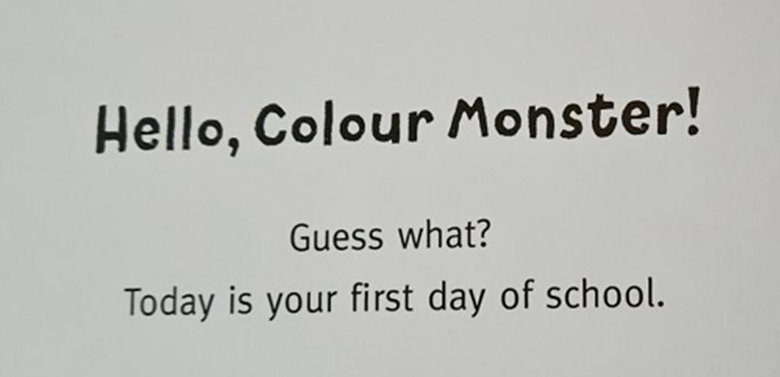 Hello, Colour Monster!
Guess what?
Today is your first day of school.